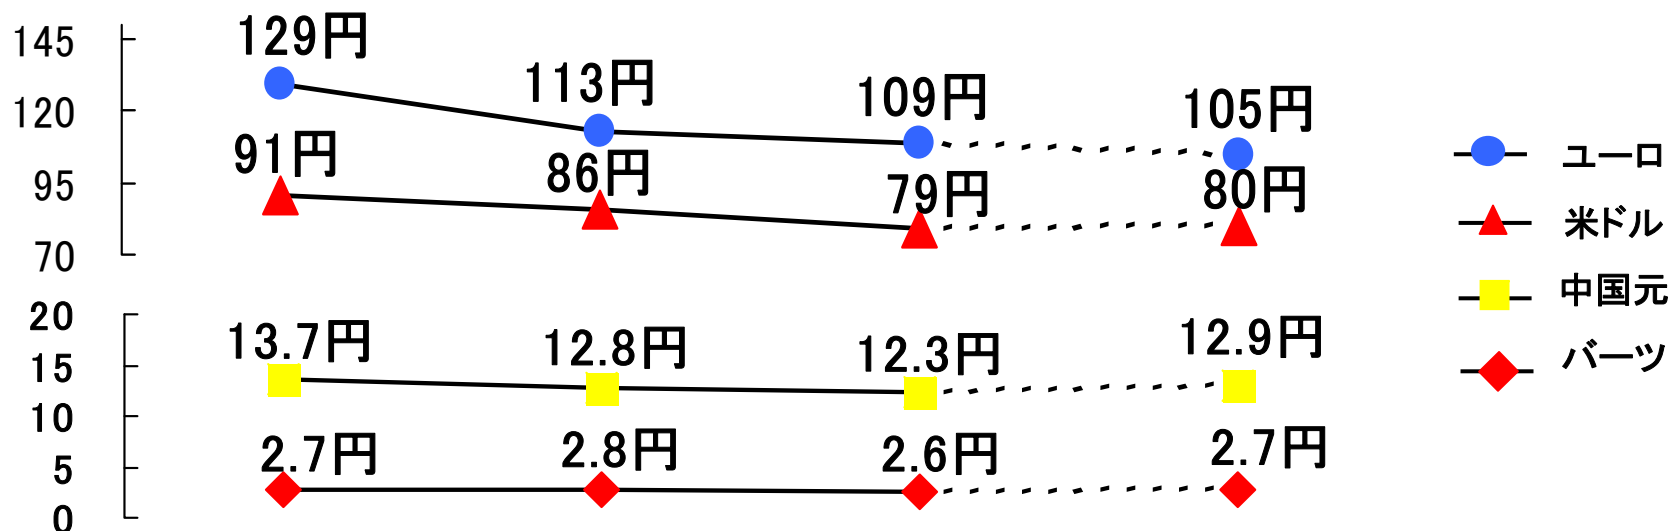 145
129円
113円
109円
105円
120
91円
86円
79円
80円
95
70
ユーロ
米ドル
中国元
バーツ
20
13.7円
12.8円
12.3円
12.9円
15
10
2.7円
2.8円
2.6円
2.7円
5
0